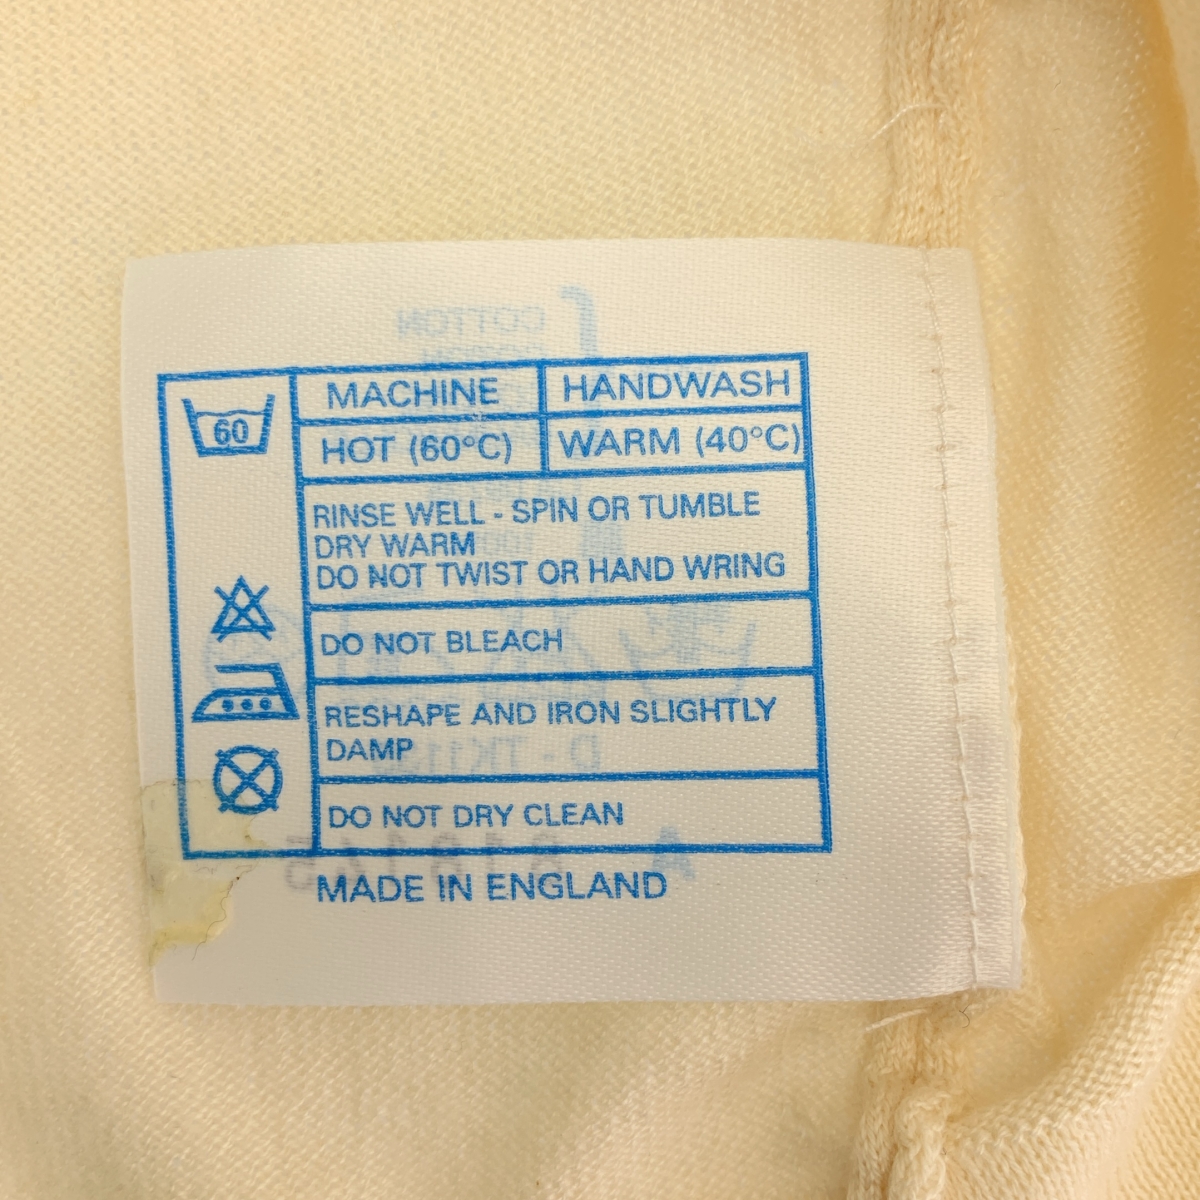 60
MACHINE HANDWASH
HOT (60°C) WARM (40°C)
RINSE WELL - SPIN OR TUMBLE
DRY WARM
DO NOT TWIST OR HAND WRING
DO NOT BLEACH
RESHAPE AND IRON SLIGHTLY
DAMP
DO NOT DRY CLEAN
MADE IN ENGLAND
COTTON